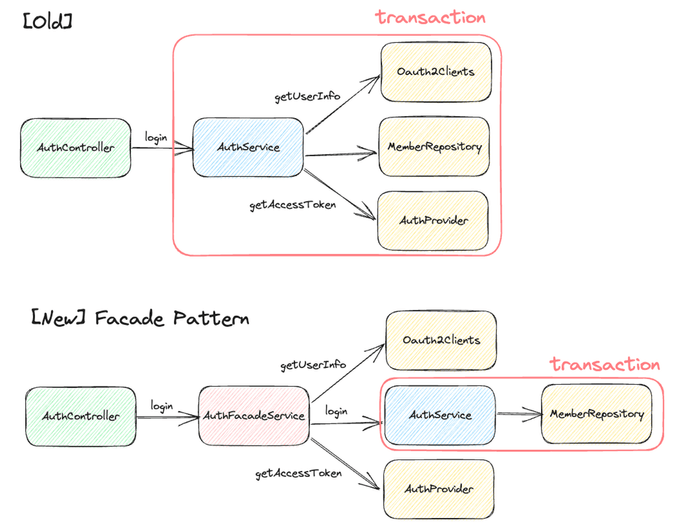 [Old]
transaction
Oauth2Clients
getUserInfo
login
AuthController
AuthService
MemberRepository
getAccessToken
AuthProvider
[New] Facade Pattern
Oauth2Clients
getUserInfo
transaction
login
login
AuthController
AuthFacadeService
AuthService
MemberRepository
getAccessToken
AuthProvider